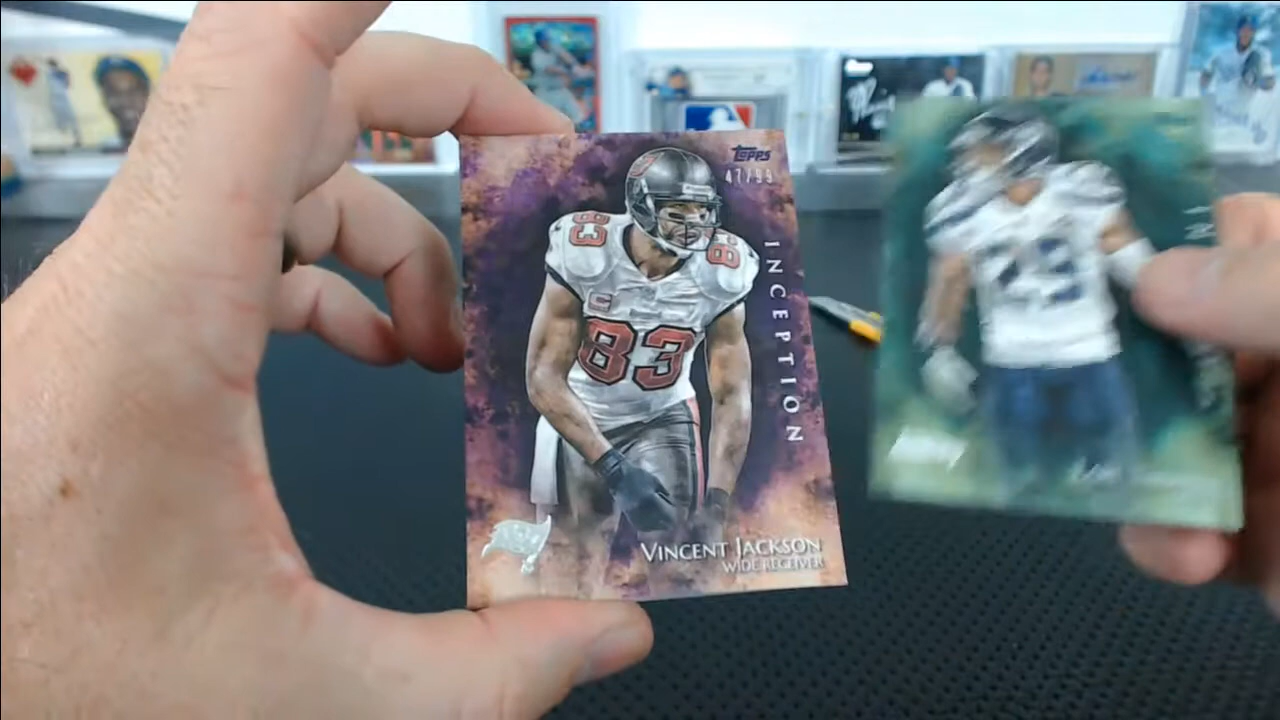 TOPPS
47/99
83
83
C
83
INCEPTION
VINCENT JACKSON
WIDE RECEIVER